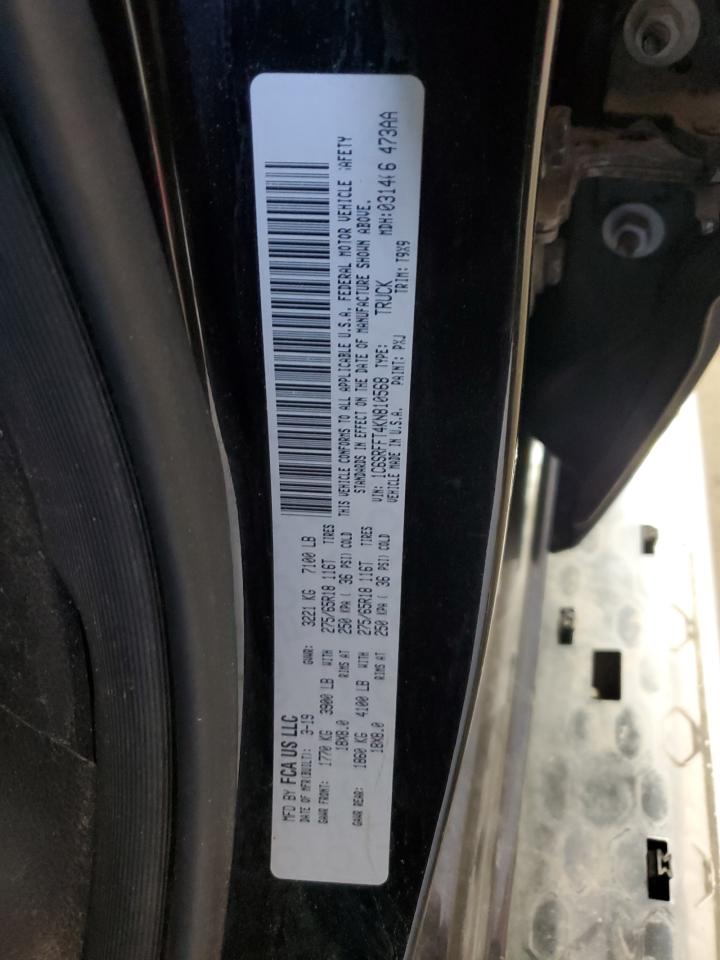 MFD BY FCA US LLC
DATE OF MFR(BUILT): 3-19 GVWR: 3221 KG 7100 LB
GAWR FRONT: 1770 KG 3900 LB WITH 275/65R18 116T TIRES
18X8.0 RIMS AT 250 KPA ( 36 PSI) COLD
GAWR REAR: 1860 KG 4100 LB WITH 275/65R18 116T TIRES
18X8.0 RIMS AT 250 KPA ( 36 PSI) COLD
THIS VEHICLE CONFORMS TO ALL APPLICABLE U.S.A. FEDERAL MOTOR VEHICLE AFETY
STANDARDS IN EFFECT ON THE DATE OF MANUFACTURE SHOWN ABOVE.
VIN: 1C6SRFFT4KN810568 TYPE: TRUCK MDH: 473AA
VEHICLE MADE IN U.S.A. PAINT: PXJ TRIM: T9X9